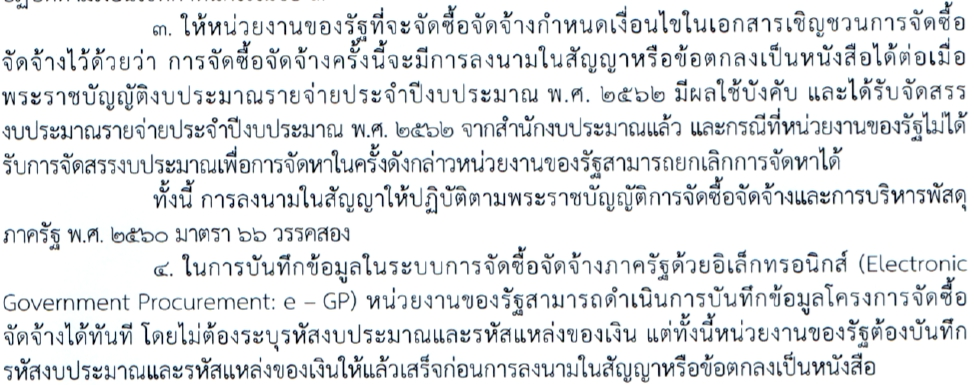 ๓. ให้หน่วยงานของรัฐที่จะจัดซื้อจัดจ้างกำหนดเงื่อนไขในเอกสารเชิญชวนการจัดซื้อ
จัดจ้างไว้ด้วยว่า การจัดซื้อจัดจ้างครั้งนี้จะมีการลงนามในสัญญาหรือข้อตกลงเป็นหนังสือได้ต่อเมื่อ
พระราชบัญญัติงบประมาณรายจ่ายประจำปีงบประมาณ พ.ศ. ๒๕๖๒ มีผลใช้บังคับ และได้รับจัดสรร
งบประมาณรายจ่ายประจำปีงบประมาณ พ.ศ. ๒๕๖๒ จากสำนักงบประมาณแล้ว และกรณีที่หน่วยงานของรัฐไม่ได้
รับการจัดสรรงบประมาณเพื่อการจัดหาในครั้งดังกล่าวหน่วยงานของรัฐสามารถยกเลิกการจัดหาได้
ทั้งนี้ การลงนามในสัญญาให้ปฏิบัติตามพระราชบัญญัติการจัดซื้อจัดจ้างและการบริหารพัสดุ
ภาครัฐ พ.ศ. ๒๕๖๐ มาตรา ๖๖ วรรคสอง
๔. ในการบันทึกข้อมูลในระบบการจัดซื้อจัดจ้างภาครัฐด้วยอิเล็กทรอนิกส์ (Electronic
Government Procurement: e – GP) หน่วยงานของรัฐสามารถดำเนินการบันทึกข้อมูลโครงการจัดซื้อ
จัดจ้างได้ทันที โดยไม่ต้องระบุรหัสงบประมาณและรหัสแหล่งของเงิน แต่ทั้งนี้หน่วยงานของรัฐต้องบันทึก
รหัสงบประมาณและรหัสแหล่งของเงินให้แล้วเสร็จก่อนการลงนามในสัญญาหรือข้อตกลงเป็นหนังสือ